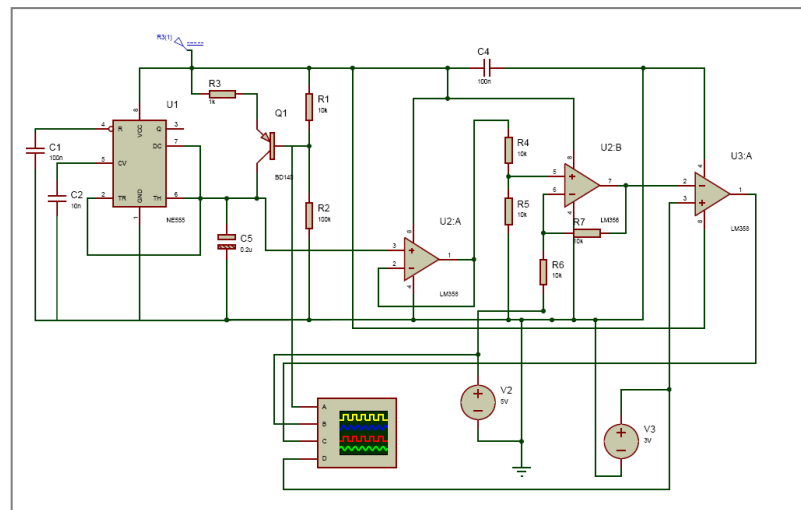 R3(1)
C4
100n
R3
1k
U1
Q1
R1
10k
8
VCC
4
R
Q
3
DC
7
5
CV
2
TR
GND
TH
6
1
NE555
C1
100n
C2
10n
BD140
R2
100k
C5
0.2u
U2:A
8
3
2
1
4
LM358
R4
10k
R5
10k
U2:B
8
5
6
7
4
LM358
R7
10k
R6
10k
U3:A
4
2
3
1
8
LM358
A
B
C
D
V2
5V
V3
3V